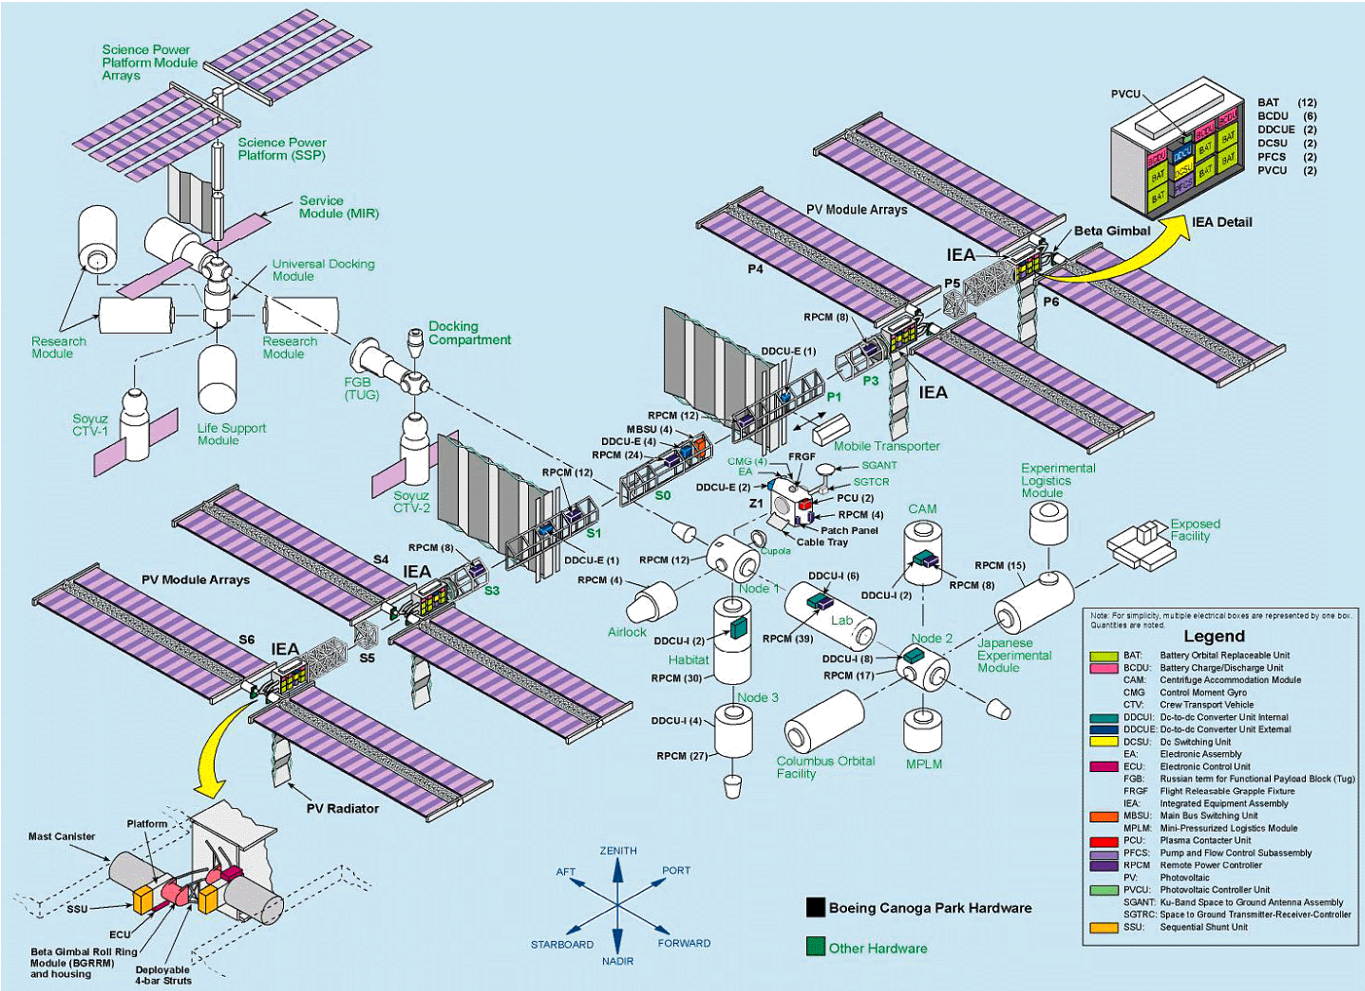 Science Power
Platform Module
Arrays
Science Power
Platform (SSP)
Service
Module (MIR)
Universal Docking
Module
Research
Module
Research
Module
Life Support
Module
Soyuz
CTV-1
FGB
(TUG)
Docking
Compartment
Soyuz
CTV-2
PVCU
BAT (12)
BCDU (6)
DDCUE (2)
DCSU (2)
PFCS (2)
PVCU (2)
BCDU
BCDU
BCDU
DDCU
DCSU
PFCS
BAT
BAT
BAT
BAT
BAT
BAT
IEA Detail
PV Module Arrays
Beta Gimbal
IEA
P4
P5
P6
RPCM (8)
IEA
P3
DDCU-E (1)
P1
RPCM (12)
MBSU (4)
DDCU-E (4)
RPCM (24)
S0
Mobile Transporter
FRGF
CMG (4)
EA
DDCU-E (2)
SGANT
SGTCR
Z1
PCU (2)
RPCM (4)
Patch Panel
Cable Tray
Cupola
RPCM (12)
S1
DDCU-E (1)
RPCM (8)
S3
S4
IEA
PV Module Arrays
S5
S6
IEA
PV Radiator
RPCM (12)
Node 1
RPCM (4)
Airlock
DDCU-I (2)
Habitat
RPCM (30)
Node 3
DDCU-I (4)
RPCM (27)
DDCU-I (6)
Lab
RPCM (39)
CAM
DDCU-I (2)
RPCM (8)
Node 2
DDCU-I (8)
RPCM (17)
Columbus Orbital
Facility
MPLM
Experimental
Logistics
Module
Exposed
Facility
RPCM (15)
Japanese
Experimental
Module
Mast Canister
Platform
SSU
ECU
Beta Gimbal Roll Ring
Module (BGRRM)
and housing
Deployable
4-bar Struts
ZENITH
AFT
PORT
STARBOARD
FORWARD
NADIR
Boeing Canoga Park Hardware
Other Hardware
Note: For simplicity, multiple electrical boxes are represented by one box.
Quantities are noted.
Legend
BAT: Battery Orbital Replaceable Unit
BCDU: Battery Charge/Discharge Unit
CAM: Centrifuge Accommodation Module
CMG Control Moment Gyro
CTV: Crew Transport Vehicle
DDCUI: Dc-to-dc Converter Unit Internal
DDCUE: Dc-to-dc Converter Unit External
DCSU: Dc Switching Unit
EA: Electronic Assembly
ECU: Electronic Control Unit
FGB: Russian term for Functional Payload Block (Tug)
FRGF Flight Releasable Grapple Fixture
IEA: Integrated Equipment Assembly
MBSU: Main Bus Switching Unit
MPLM: Mini-Pressurized Logistics Module
PCU: Plasma Contacter Unit
PFCS: Pump and Flow Control Subassembly
RPCM Remote Power Controller
PV: Photovoltaic
PVCU: Photovoltaic Controller Unit
SGANT: Ku-Band Space to Ground Antenna Assembly
SGTRC: Space to Ground Transmitter-Receiver-Controller
SSU: Sequential Shunt Unit